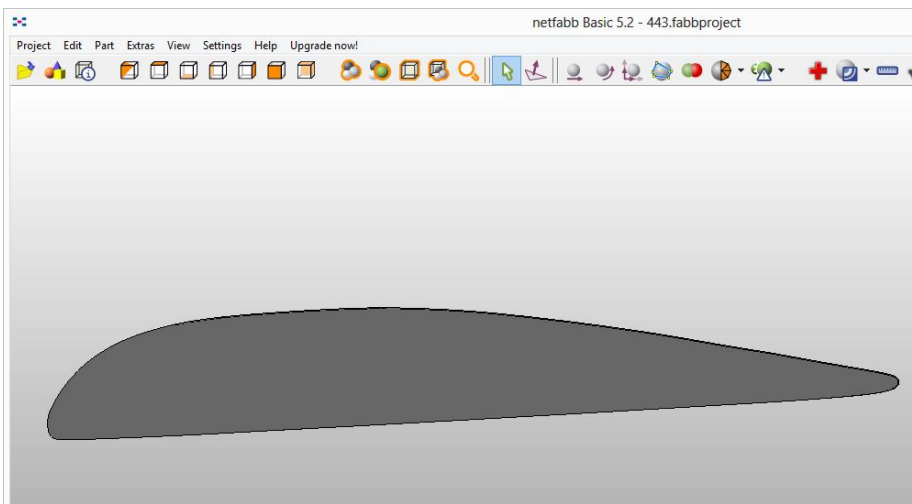 netfabb Basic 5.2 - 443.fabbproject
Project Edit Part Extras View Settings Help Upgrade now!